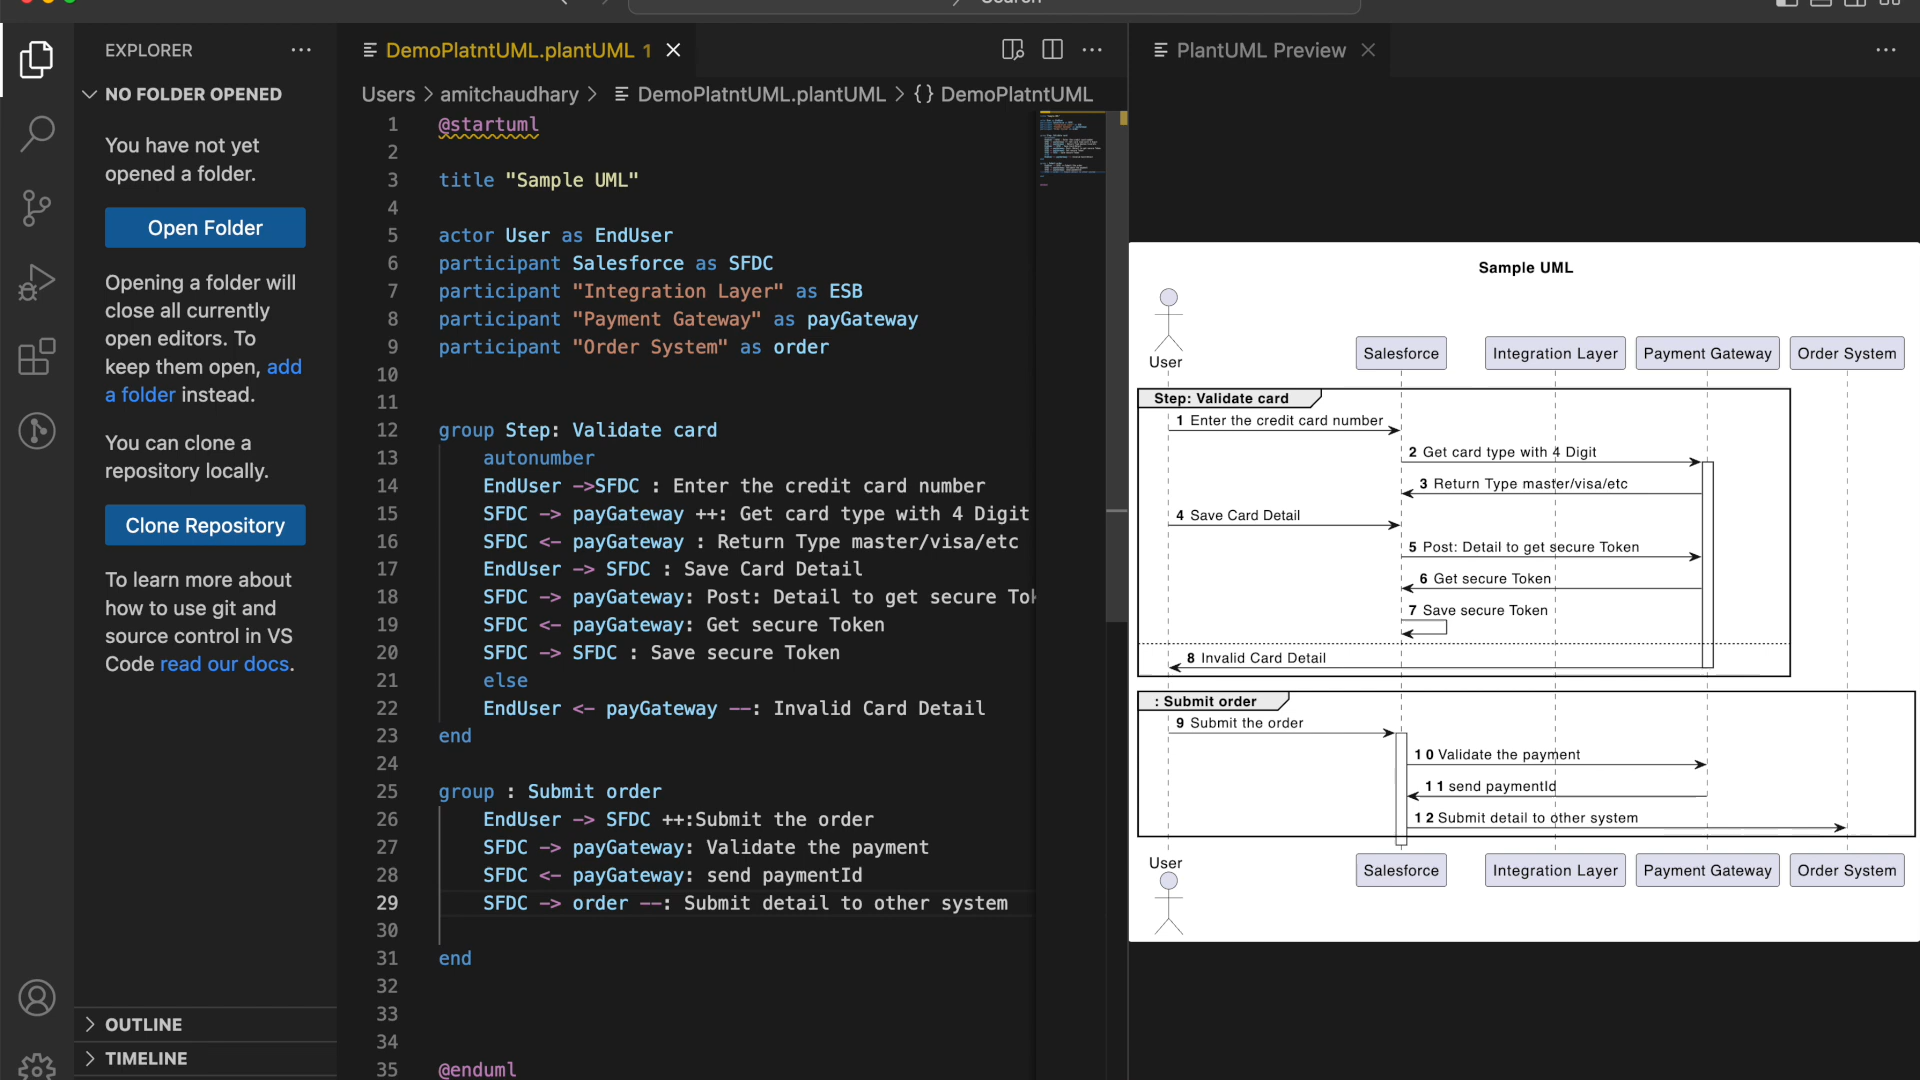 Search
EXPLORER
DemoPlatntUML.plantUML 1
PlantUML Preview
NO FOLDER OPENED
Users > amitchaudhary > DemoPlatntUML.plantUML > {} DemoPlatntUML
You have not yet
opened a folder.
Open Folder
Opening a folder will
close all currently
open editors. To
keep them open, add
a folder instead.
You can clone a
repository locally.
Clone Repository
To learn more about
how to use git and
source control in VS
Code read our docs.
OUTLINE
TIMELINE
1 @startuml
2
3 title "Sample UML"
4
5 actor User as EndUser
6 participant Salesforce as SFDC
7 participant "Integration Layer" as ESB
8 participant "Payment Gateway" as payGateway
9 participant "Order System" as order
10
11
12 group Step: Validate card
13 autonumber
14 EndUser ->SFDC : Enter the credit card number
15 SFDC -> payGateway ++: Get card type with 4 Digit
16 SFDC <- payGateway : Return Type master/visa/etc
17 EndUser -> SFDC : Save Card Detail
18 SFDC -> payGateway: Post: Detail to get secure Tok
19 SFDC <- payGateway: Get secure Token
20 SFDC -> SFDC : Save secure Token
21 else
22 EndUser <- payGateway --: Invalid Card Detail
23 end
24
25 group : Submit order
26 EndUser -> SFDC ++:Submit the order
27 SFDC -> payGateway: Validate the payment
28 SFDC <- payGateway: send paymentId
29 SFDC -> order --: Submit detail to other system
30
31 end
32
33
34
35 @enduml
Sample UML
User
Salesforce
Integration Layer
Payment Gateway
Order System
Step: Validate card
1 Enter the credit card number
2 Get card type with 4 Digit
3 Return Type master/visa/etc
4 Save Card Detail
5 Post: Detail to get secure Token
6 Get secure Token
7 Save secure Token
8 Invalid Card Detail
: Submit order
9 Submit the order
10 Validate the payment
11 send paymentId
12 Submit detail to other system
User
Salesforce
Integration Layer
Payment Gateway
Order System